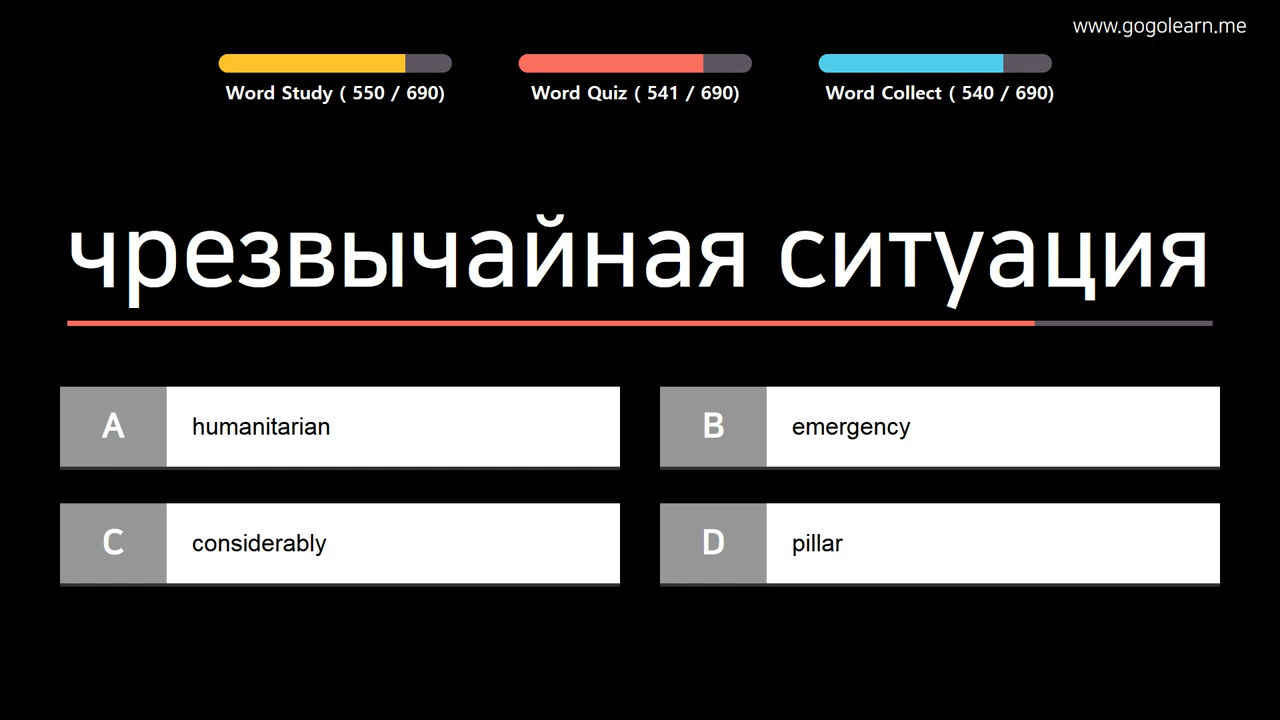 www.gogolearn.me
Word Study ( 550 / 690)
Word Quiz ( 541 / 690)
Word Collect ( 540 / 690)
чрезвычайная ситуация
A humanitarian
B emergency
C considerably
D pillar